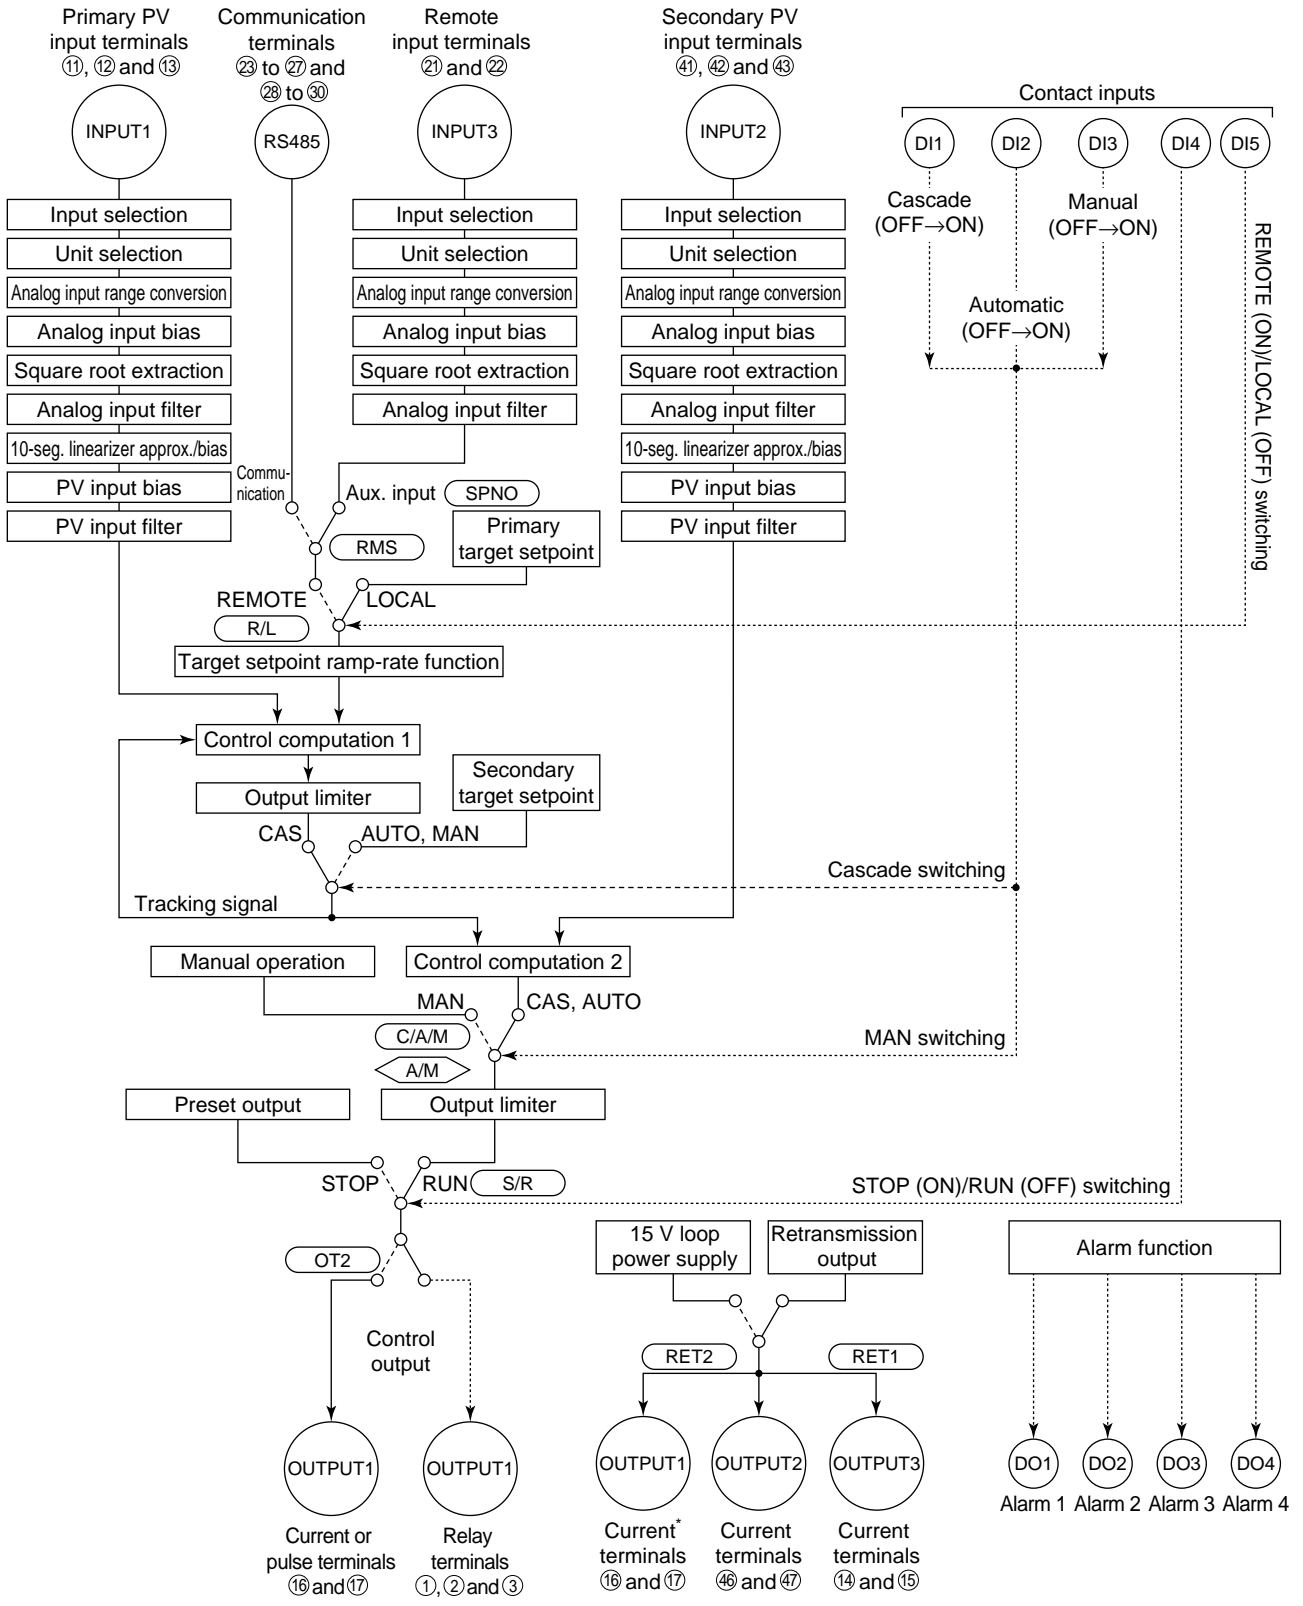 Primary PV
input terminals
⑪, ⑫ and ⑬
Communication
terminals
㉓ to ㉗ and
㉘ to ㉚
Remote
input terminals
㉑ and ㉒
Secondary PV
input terminals
㊶, ㊷ and ㊸
Contact inputs
INPUT1
RS485
INPUT3
INPUT2
DI1
DI2
DI3
DI4
DI5
Cascade
(OFF→ON)
Manual
(OFF→ON)
Automatic
(OFF→ON)
REMOTE (ON)/LOCAL (OFF) switching
Input selection
Unit selection
Analog input range conversion
Analog input bias
Square root extraction
Analog input filter
10-seg. linearizer approx./bias
PV input bias
PV input filter
Input selection
Unit selection
Analog input range conversion
Analog input bias
Square root extraction
Analog input filter
Input selection
Unit selection
Analog input range conversion
Analog input bias
Square root extraction
Analog input filter
10-seg. linearizer approx./bias
PV input bias
PV input filter
Commu-
nication
Aux. input
SPNO
Primary
target setpoint
RMS
REMOTE
LOCAL
R/L
Target setpoint ramp-rate function
Control computation 1
Output limiter
Secondary
target setpoint
CAS
AUTO, MAN
Cascade switching
Tracking signal
Manual operation
Control computation 2
MAN
CAS, AUTO
C/A/M
MAN switching
A/M
Preset output
Output limiter
STOP
RUN
S/R
STOP (ON)/RUN (OFF) switching
OT2
15 V loop
power supply
Retransmission
output
Alarm function
Control
output
RET2
RET1
OUTPUT1
OUTPUT1
OUTPUT1
OUTPUT2
OUTPUT3
DO1
DO2
DO3
DO4
Alarm 1
Alarm 2
Alarm 3
Alarm 4
Current or
pulse terminals
⑯ and ⑰
Relay
terminals
①, ② and ③
Current*
terminals
⑯ and ⑰
Current
terminals
㊻ and ㊼
Current
terminals
⑭ and ⑮